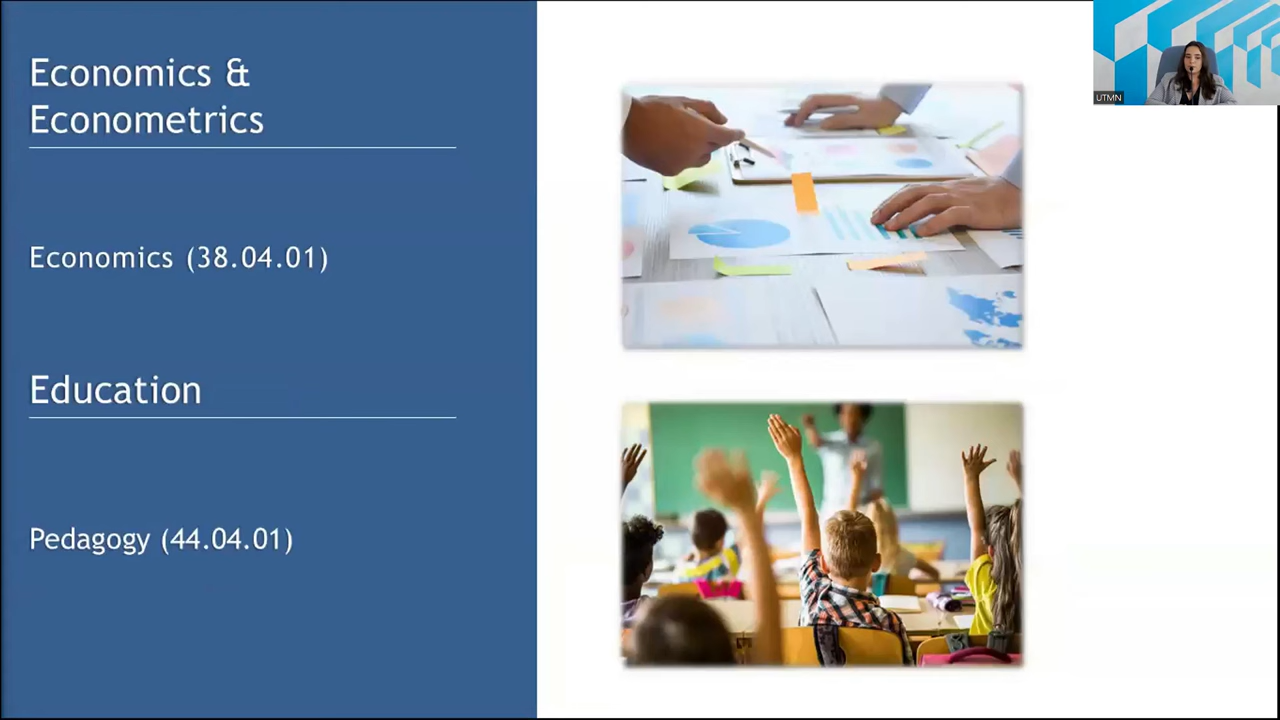 Economics &
Econometrics
Economics (38.04.01)
Education
Pedagogy (44.04.01)
UTMN